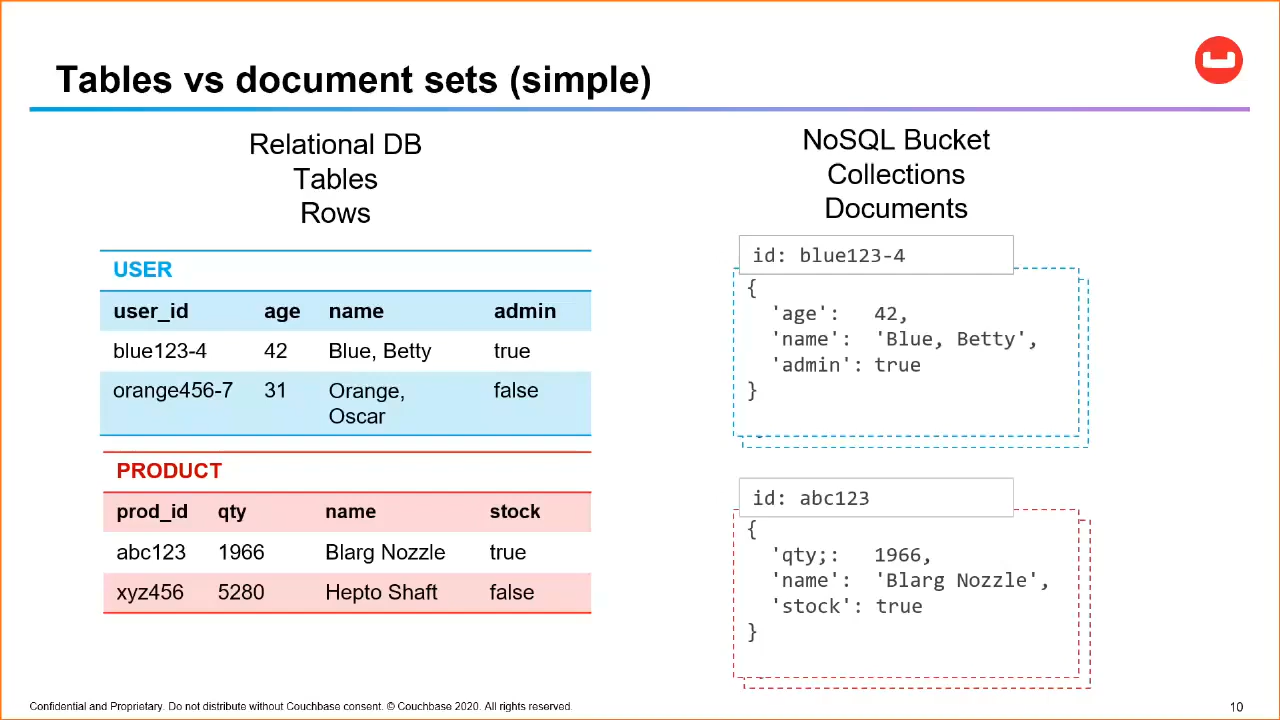 Tables vs document sets (simple)
Relational DB
Tables
Rows
USER
user_id age name admin
blue123-4 42 Blue, Betty true
orange456-7 31 Orange, false
Oscar
PRODUCT
prod_id qty name stock
abc123 1966 Blarg Nozzle true
xyz456 5280 Hepto Shaft false
NoSQL Bucket
Collections
Documents
id: blue123-4
{
'age': 42,
'name': 'Blue, Betty',
'admin': true
}
id: abc123
{
'qty;: 1966,
'name': 'Blarg Nozzle',
'stock': true
}
Confidential and Proprietary. Do not distribute without Couchbase consent. © Couchbase 2020. All rights reserved.
10